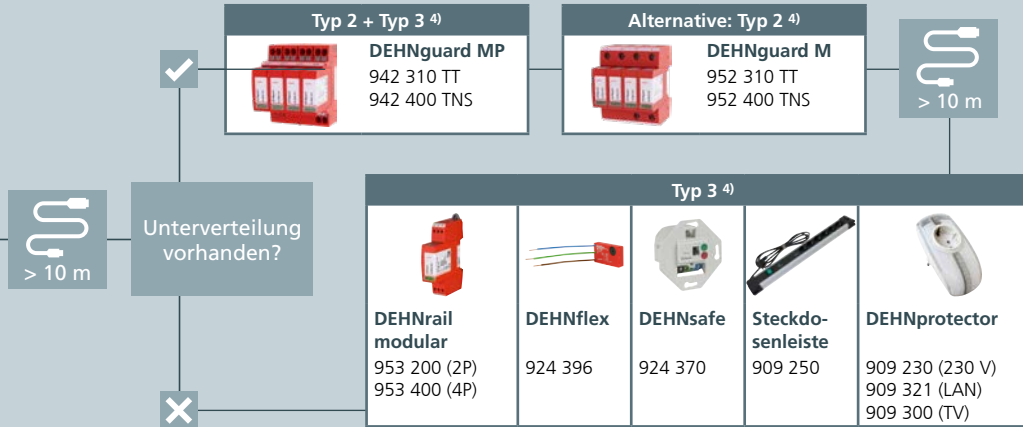 Typ 2 + Typ 3 4)
DEHNguard MP
942 310 TT
942 400 TNS
Alternative: Typ 2 4)
DEHNguard M
952 310 TT
952 400 TNS
> 10 m
> 10 m
Unterverteilung
vorhanden?
Typ 3 4)
DEHNrail
modular
953 200 (2P)
953 400 (4P)
DEHNflex
924 396
DEHNsafe
924 370
Steckdo-
senleiste
909 250
DEHNprotector
909 230 (230 V)
909 321 (LAN)
909 300 (TV)